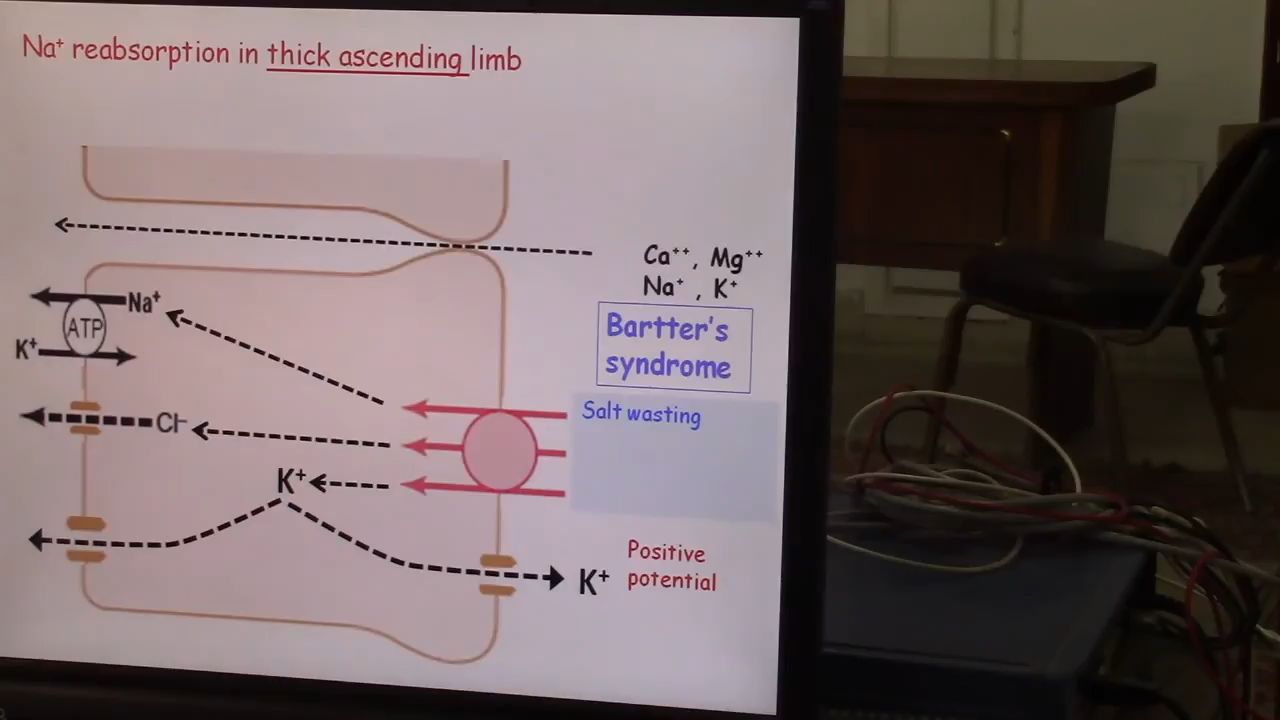 Na⁺ reabsorption in thick ascending limb
Ca⁺⁺, Mg⁺⁺
Na⁺ , K⁺
Bartter's
syndrome
Na⁺
ATP
K⁺
Salt wasting
Cl-
K⁺
Positive
potential
K⁺